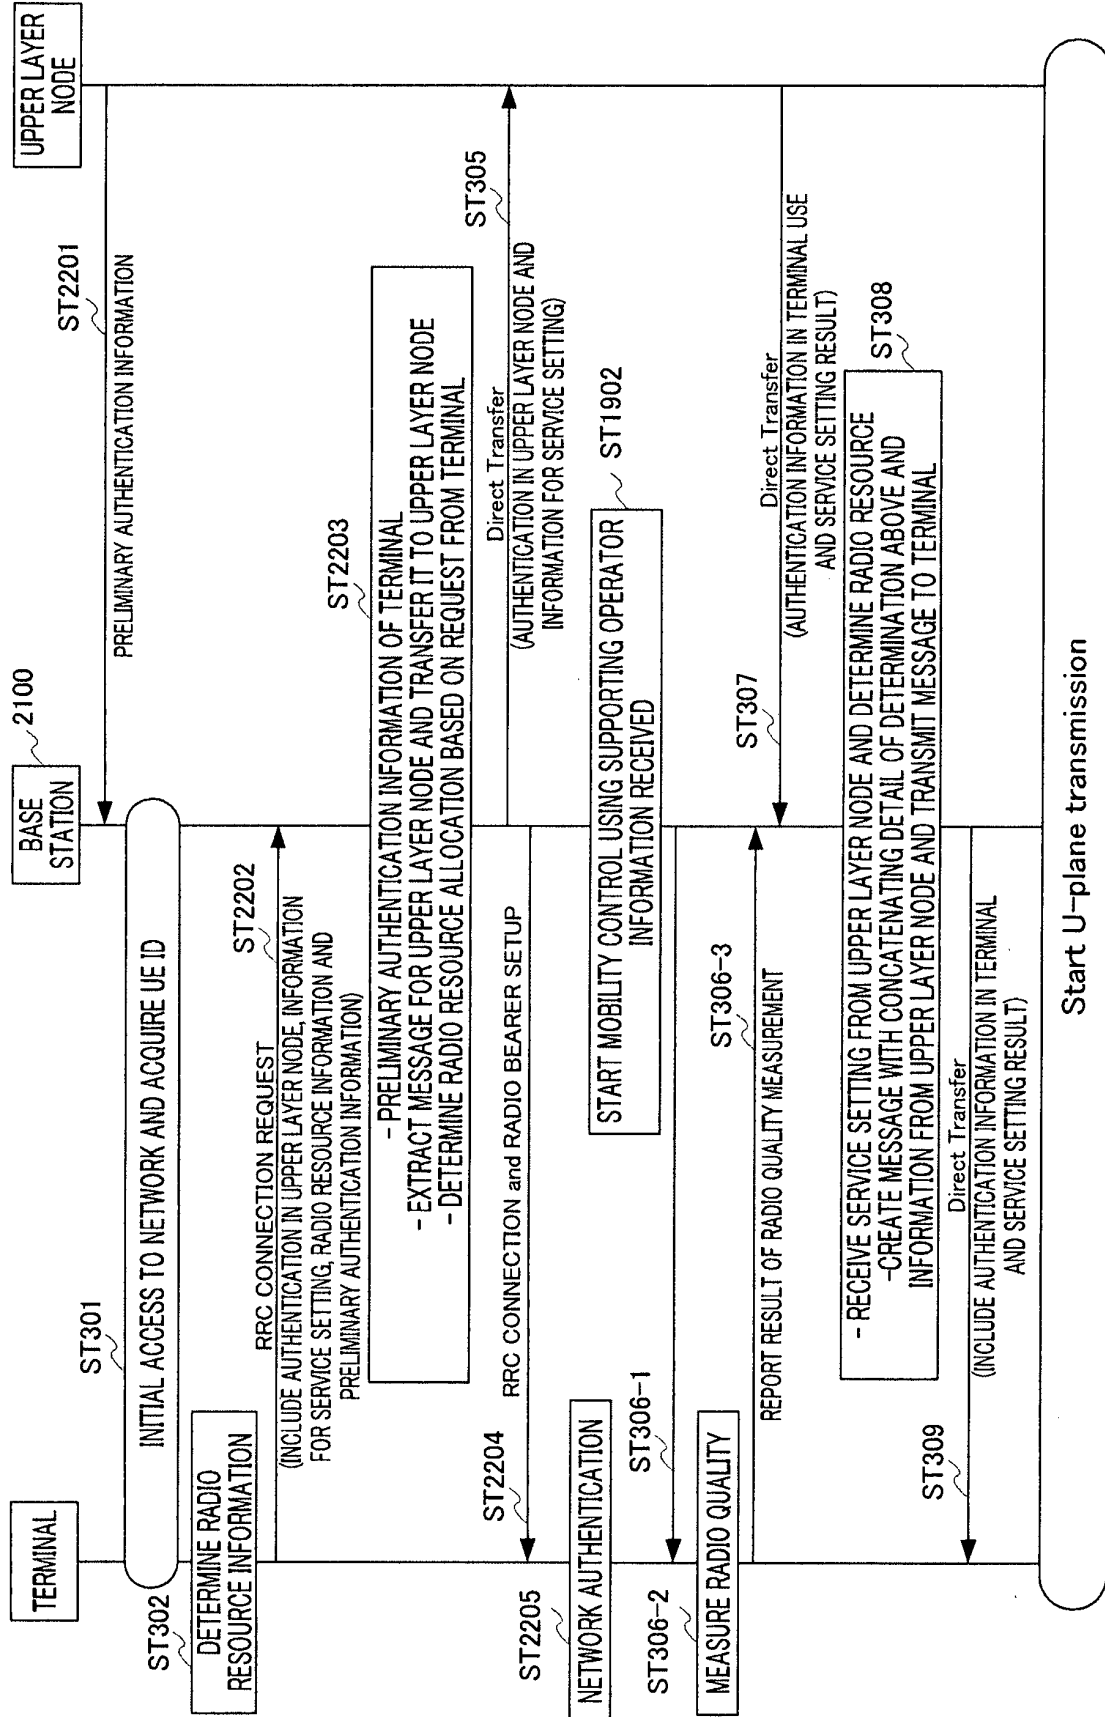 TERMINAL
BASE
STATION
2100
UPPER LAYER
NODE
ST2201
PRELIMINARY AUTHENTICATION INFORMATION
ST301
INITIAL ACCESS TO NETWORK AND ACQUIRE UE ID
ST302
DETERMINE RADIO
RESOURCE INFORMATION
ST2202
RRC CONNECTION REQUEST
(INCLUDE AUTHENTICATION IN UPPER LAYER NODE, INFORMATION
FOR SERVICE SETTING, RADIO RESOURCE INFORMATION AND
PRELIMINARY AUTHENTICATION INFORMATION)
ST2203
- PRELIMINARY AUTHENTICATION INFORMATION OF TERMINAL
- EXTRACT MESSAGE FOR UPPER LAYER NODE AND TRANSFER IT TO UPPER LAYER NODE
- DETERMINE RADIO RESOURCE ALLOCATION BASED ON REQUEST FROM TERMINAL
ST305
Direct Transfer
(AUTHENTICATION IN UPPER LAYER NODE AND
INFORMATION FOR SERVICE SETTING)
ST2204
RRC CONNECTION and RADIO BEARER SETUP
ST2205
NETWORK AUTHENTICATION
ST1902
START MOBILITY CONTROL USING SUPPORTING OPERATOR
INFORMATION RECEIVED
ST306-1
ST306-2
MEASURE RADIO QUALITY
ST306-3
REPORT RESULT OF RADIO QUALITY MEASUREMENT
ST307
Direct Transfer
(AUTHENTICATION INFORMATION IN TERMINAL USE
AND SERVICE SETTING RESULT)
ST308
- RECEIVE SERVICE SETTING FROM UPPER LAYER NODE AND DETERMINE RADIO RESOURCE
-CREATE MESSAGE WITH CONCATENATING DETAIL OF DETERMINATION ABOVE AND
INFORMATION FROM UPPER LAYER NODE AND TRANSMIT MESSAGE TO TERMINAL
ST309
Direct Transfer
(INCLUDE AUTHENTICATION INFORMATION IN TERMINAL
AND SERVICE SETTING RESULT)
Start U-plane transmission